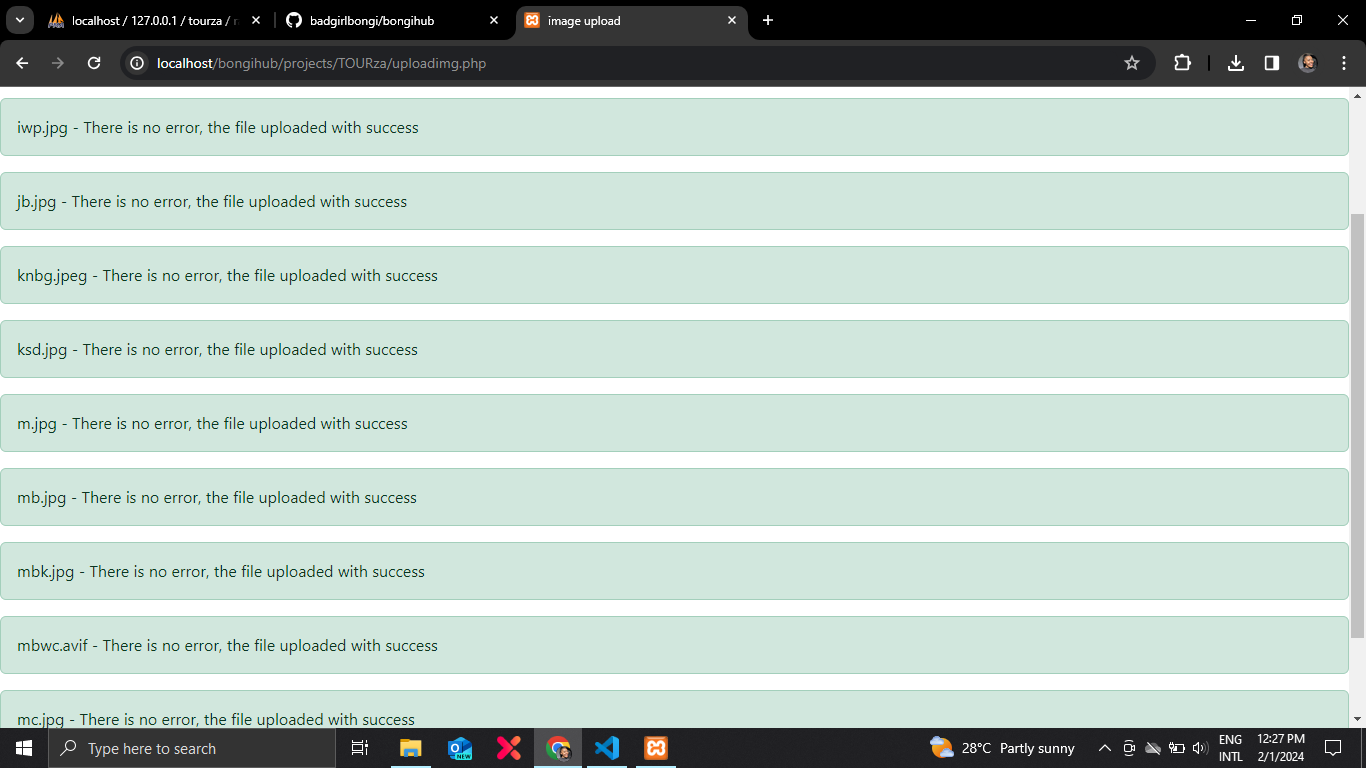 localhost / 127.0.0.1 / tourza /
badgirlbongi/bongihub
image upload
localhost/bongihub/projects/TOURza/uploadimg.php
iwp.jpg - There is no error, the file uploaded with success
jb.jpg - There is no error, the file uploaded with success
knbg.jpeg - There is no error, the file uploaded with success
ksd.jpg - There is no error, the file uploaded with success
m.jpg - There is no error, the file uploaded with success
mb.jpg - There is no error, the file uploaded with success
mbk.jpg - There is no error, the file uploaded with success
mbwc.avif - There is no error, the file uploaded with success
mc.jpg - There is no error, the file uploaded with success
Type here to search
NEW
28°C Partly sunny
ENG
INTL
12:27 PM
2/1/2024